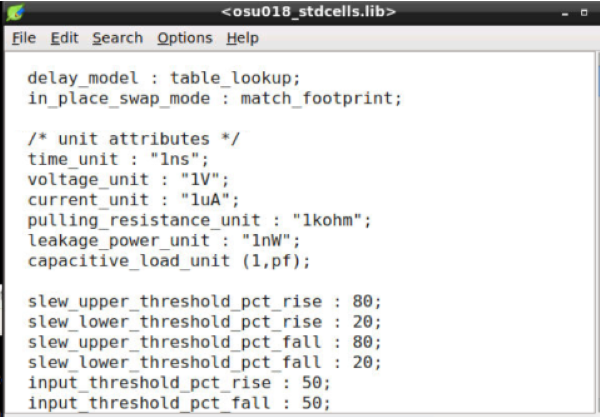 <osu018_stdcells.lib>
File Edit Search Options Help
delay_model : table_lookup;
in_place_swap_mode : match_footprint;
/* unit attributes */
time_unit : "1ns";
voltage_unit : "1V";
current_unit : "1uA";
pulling_resistance_unit : "1kohm";
leakage_power_unit : "1nW";
capacitive_load_unit (1,pf);
slew_upper_threshold_pct_rise : 80;
slew_lower_threshold_pct_rise : 20;
slew_upper_threshold_pct_fall : 80;
slew_lower_threshold_pct_fall : 20;
input_threshold_pct_rise : 50;
input_threshold_pct_fall : 50;